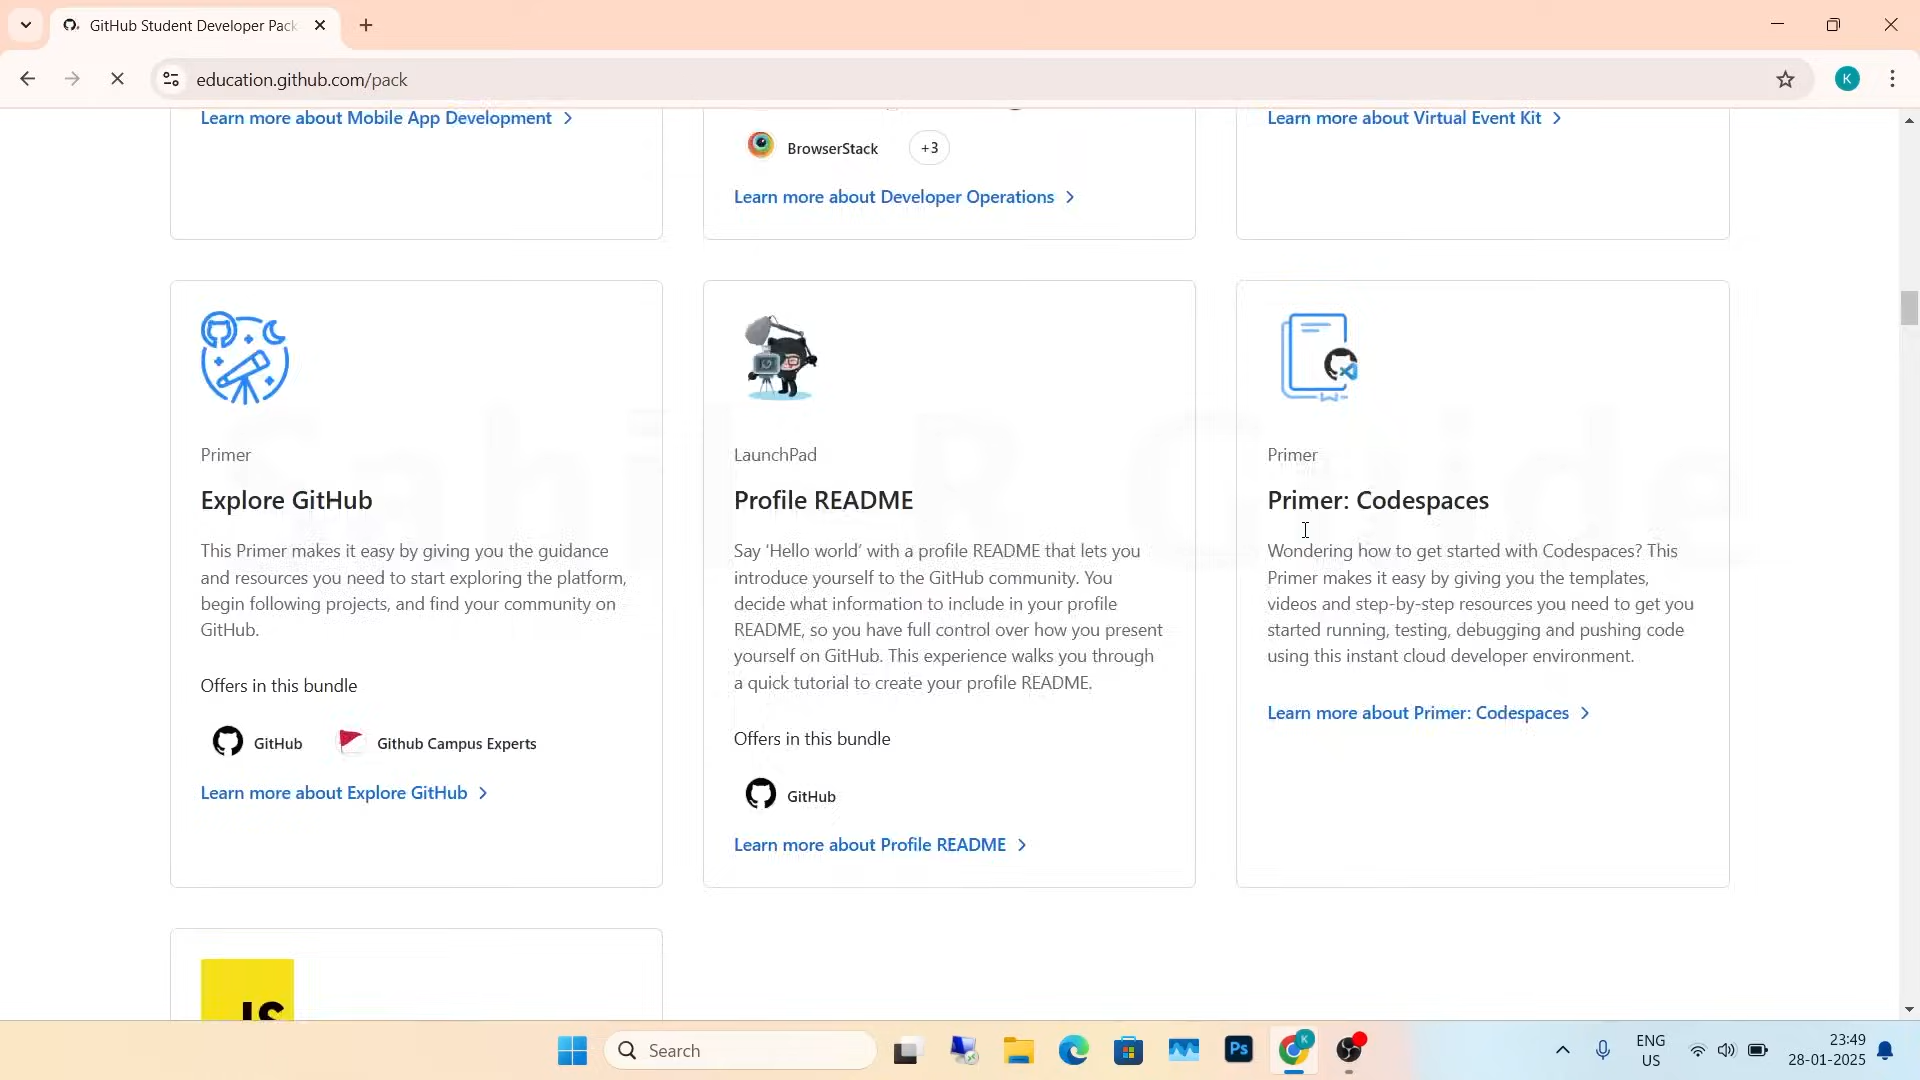 GitHub Student Developer Pack
education.github.com/pack
Learn more about Mobile App Development
BrowserStack
+3
Learn more about Developer Operations
Learn more about Virtual Event Kit
Primer
Explore GitHub
This Primer makes it easy by giving you the guidance
and resources you need to start exploring the platform,
begin following projects, and find your community on
GitHub.
Offers in this bundle
GitHub
Github Campus Experts
Learn more about Explore GitHub
LaunchPad
Profile README
Say ‘Hello world’ with a profile README that lets you
introduce yourself to the GitHub community. You
decide what information to include in your profile
README, so you have full control over how you present
yourself on GitHub. This experience walks you through
a quick tutorial to create your profile README.
Offers in this bundle
GitHub
Learn more about Profile README
Primer
Primer: Codespaces
Wondering how to get started with Codespaces? This
Primer makes it easy by giving you the templates,
videos and step-by-step resources you need to get you
started running, testing, debugging and pushing code
using this instant cloud developer environment.
Learn more about Primer: Codespaces
JS
Search
Ps
K
K
ENG
US
23:49
28-01-2025